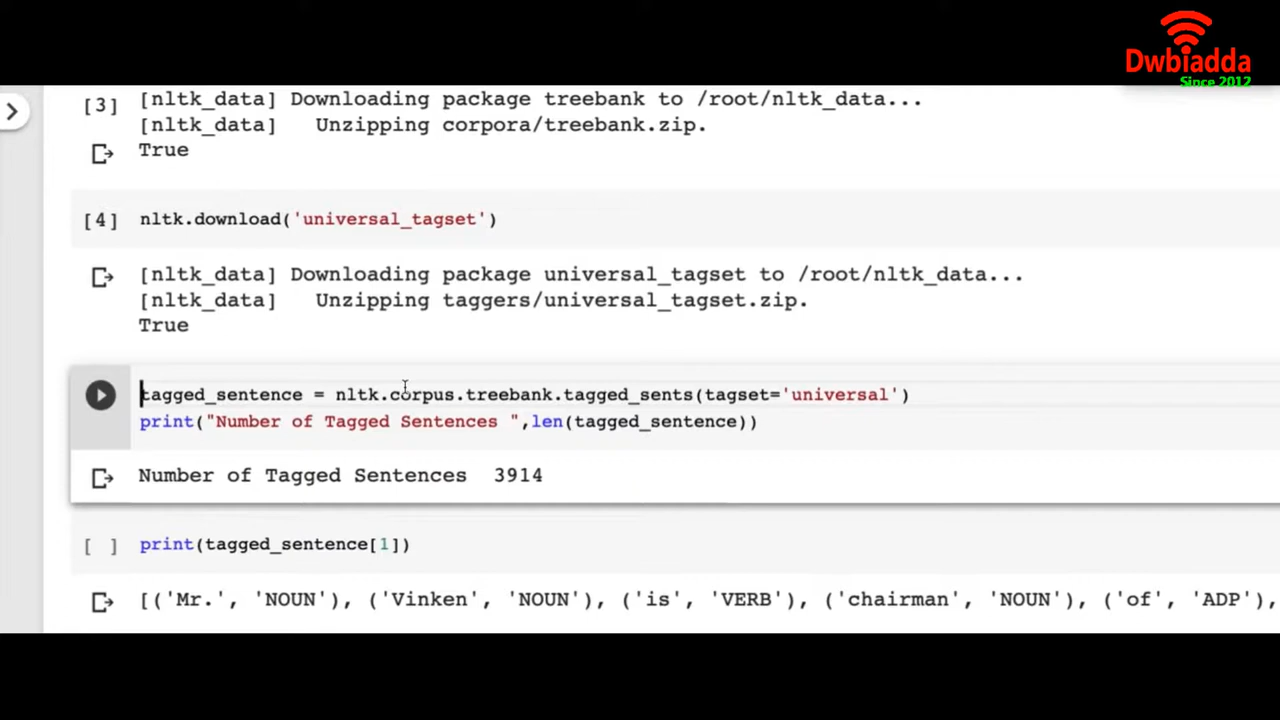 Dwbiadda
Since 2012
[3]
[nltk_data] Downloading package treebank to /root/nltk_data...
[nltk_data]   Unzipping corpora/treebank.zip.
True
[4] nltk.download('universal_tagset')
[nltk_data] Downloading package universal_tagset to /root/nltk_data...
[nltk_data]   Unzipping taggers/universal_tagset.zip.
True
tagged_sentence = nltk.corpus.treebank.tagged_sents(tagset='universal')
print("Number of Tagged Sentences ",len(tagged_sentence))
Number of Tagged Sentences  3914
[ ] print(tagged_sentence[1])
[('Mr.', 'NOUN'), ('Vinken', 'NOUN'), ('is', 'VERB'), ('chairman', 'NOUN'), ('of', 'ADP'),